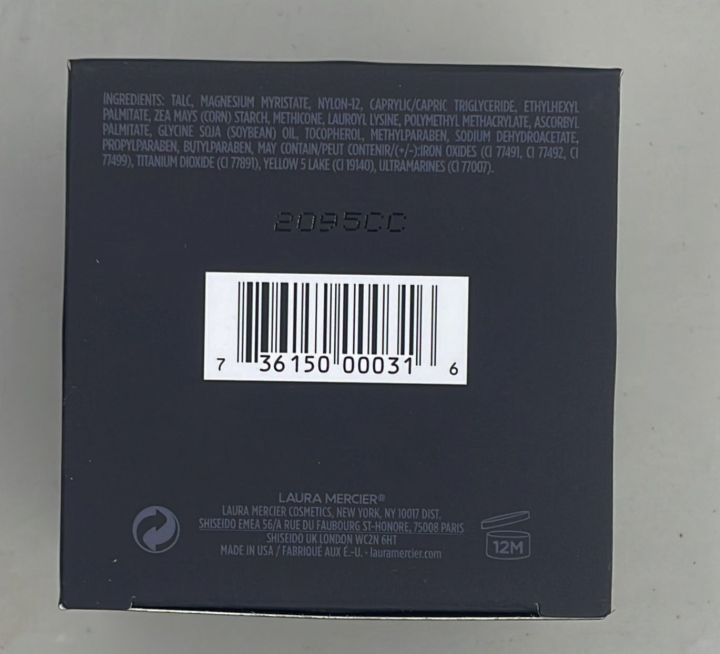 INGREDIENTS: TALC, MAGNESIUM MYRISTATE, NYLON-12, CAPRYLIC/CAPRIC TRIGLYCERIDE, ETHYLHEXYL
PALMITATE, ZEA MAYS (CORN) STARCH, METHICONE, LAUROYL LYSINE, POLYMETHYL METHACRYLATE, ASCORBYL
PALMITATE, GLYCINE SOJA (SOYBEAN) OIL, TOCOPHEROL, METHYLPARABEN, SODIUM DEHYDROACETATE,
PROPYLPARABEN, BUTYLPARABEN, MAY CONTAIN/PEUT CONTENIR/(+/-):IRON OXIDES (CI 77491, CI 77492, CI
77499), TITANIUM DIOXIDE (CI 77891), YELLOW 5 LAKE (CI 19140), ULTRAMARINES (CI 77007).
2095CC
7 36150 00031 6
LAURA MERCIER®
LAURA MERCIER COSMETICS, NEW YORK, NY 10017 DIST.
SHISEIDO EMEA 56/A RUE DU FAUBOURG ST-HONORE, 75008 PARIS
SHISEIDO UK LONDON WC2N 6HT
MADE IN USA / FABRIQUÉ AUX É.-U. • lauramercier.com
12M